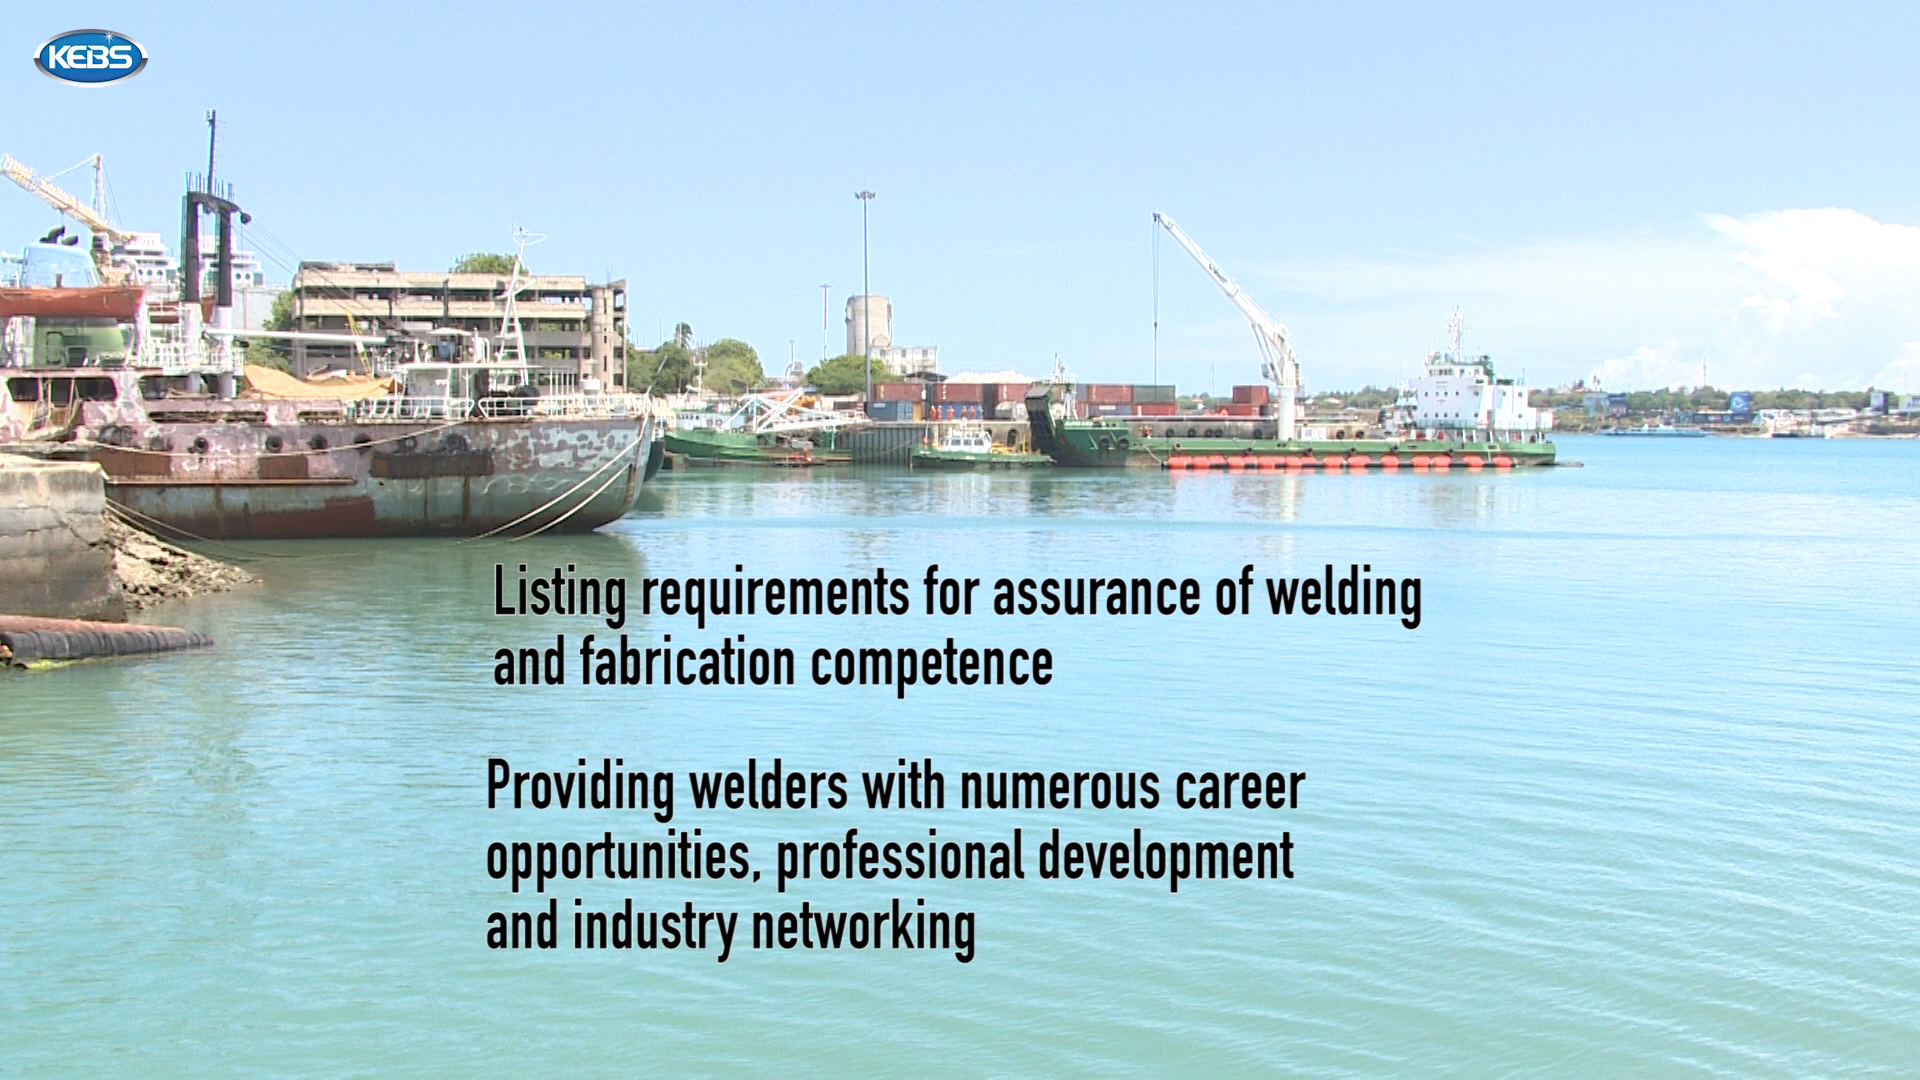 KEBS
Listing requirements for assurance of welding
and fabrication competence
Providing welders with numerous career
opportunities, professional development
and industry networking